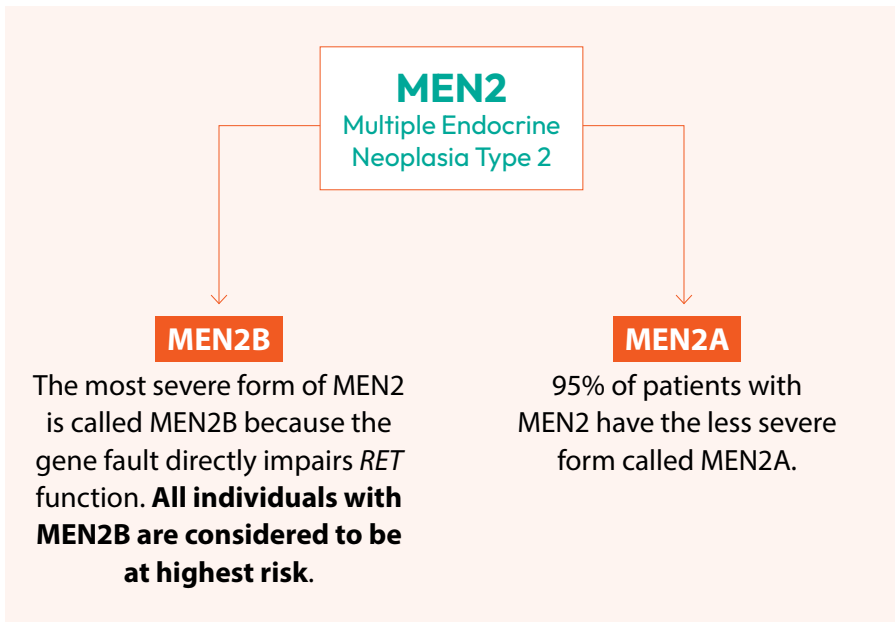 MEN2
Multiple Endocrine
Neoplasia Type 2
MEN2B
The most severe form of MEN2
is called MEN2B because the
gene fault directly impairs RET
function. All individuals with
MEN2B are considered to be
at highest risk.
MEN2A
95% of patients with
MEN2 have the less severe
form called MEN2A.